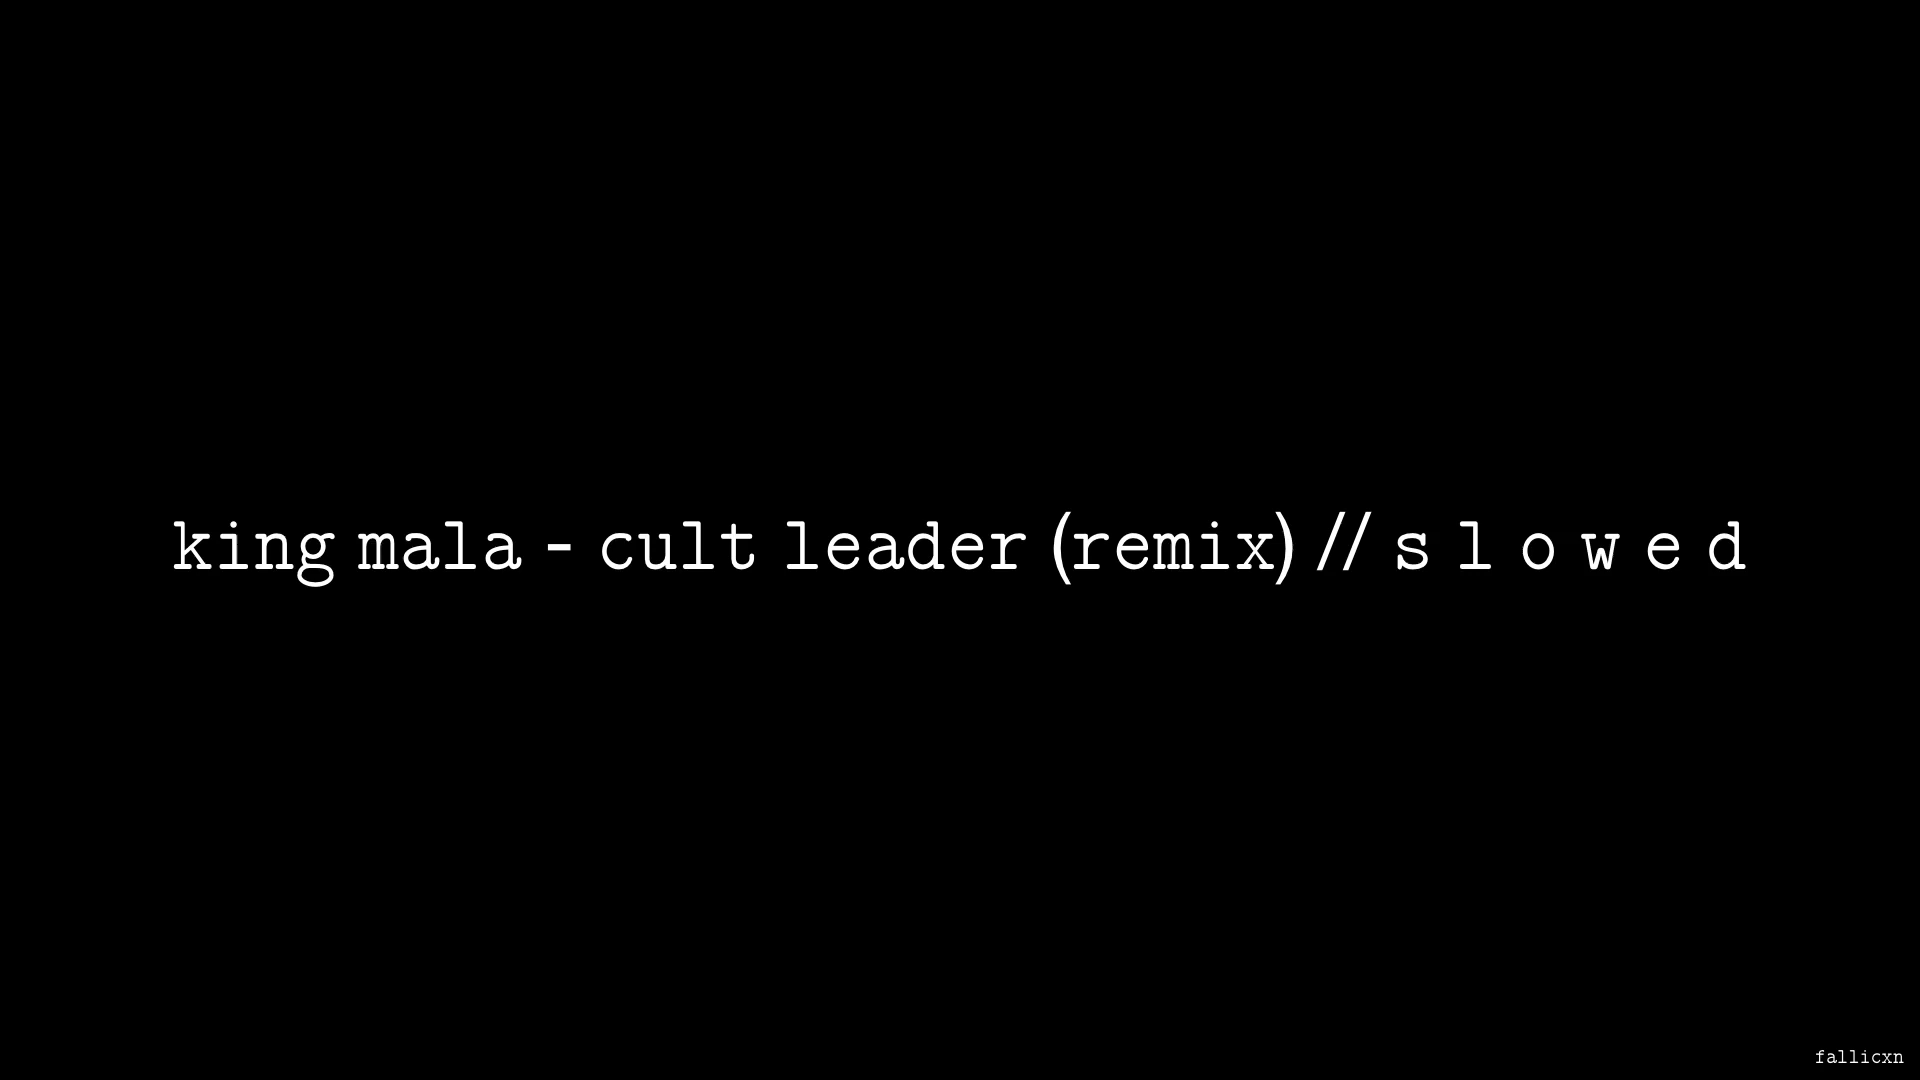 king mala - cult leader (remix) // s l o w e d
fallicxn